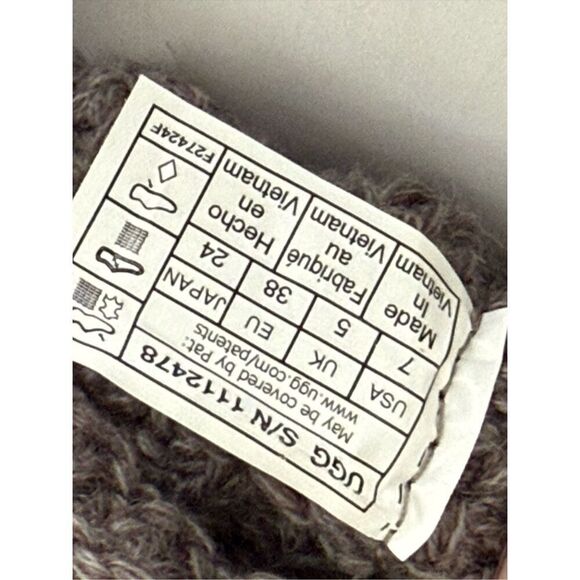 UGG S/N 1112478
May be covered by Pat:
www.ugg.com/patents
USA UK EU JAPAN
7 5 38 24
Made In Vietnam
Fabriqué au Vietnam
Hecho en Vietnam
F27424F